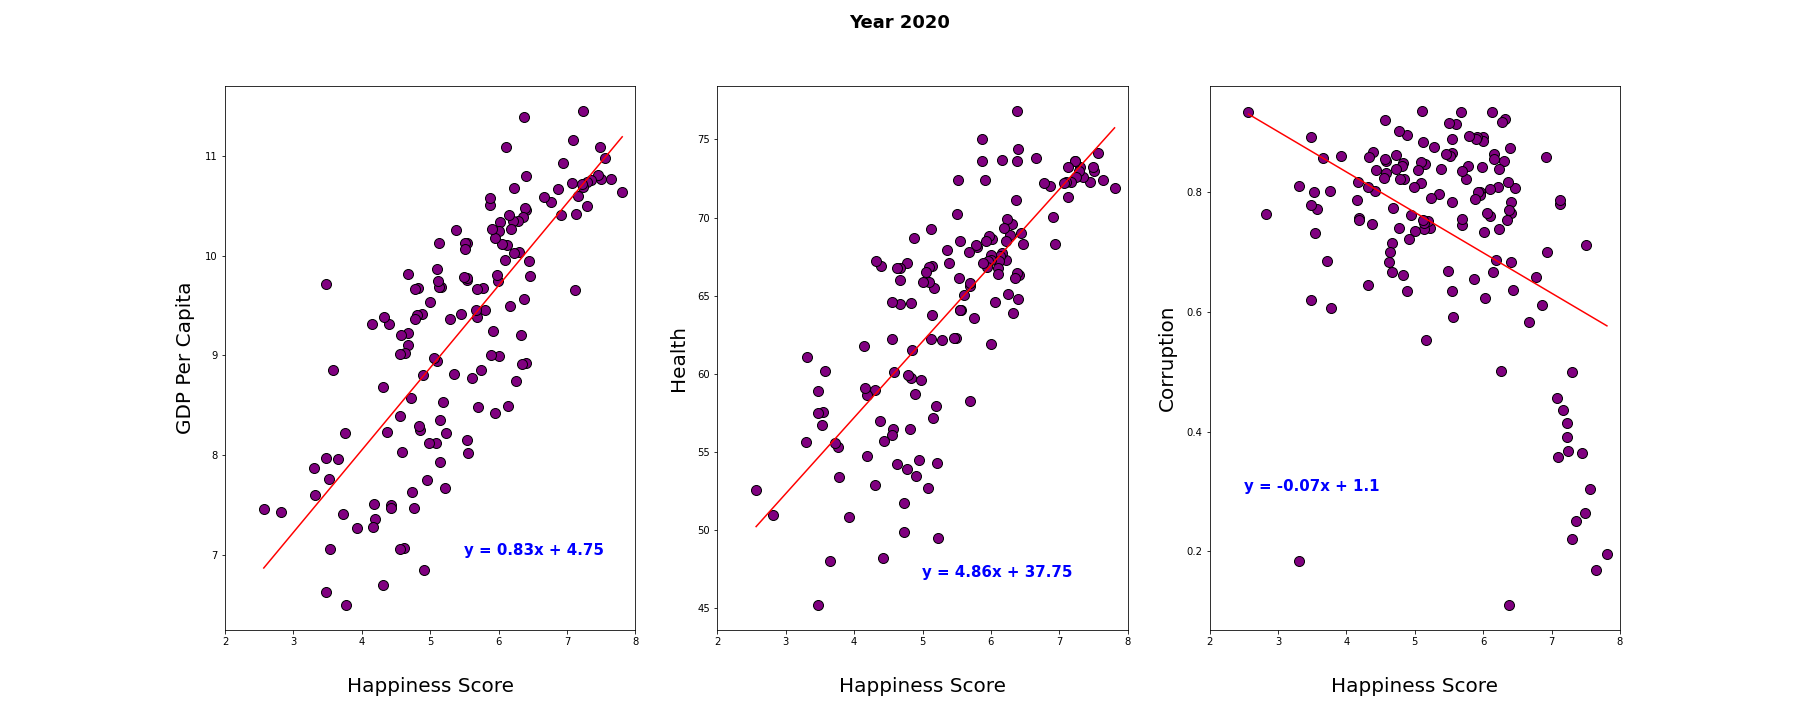 Year 2020
GDP Per Capita
11
10
9
8
7
2 3 4 5 6 7 8
Happiness Score
y = 0.83x + 4.75
Health
75
70
65
60
55
50
45
2 3 4 5 6 7 8
Happiness Score
y = 4.86x + 37.75
Corruption
0.8
0.6
0.4
0.2
2 3 4 5 6 7 8
Happiness Score
y = -0.07x + 1.1